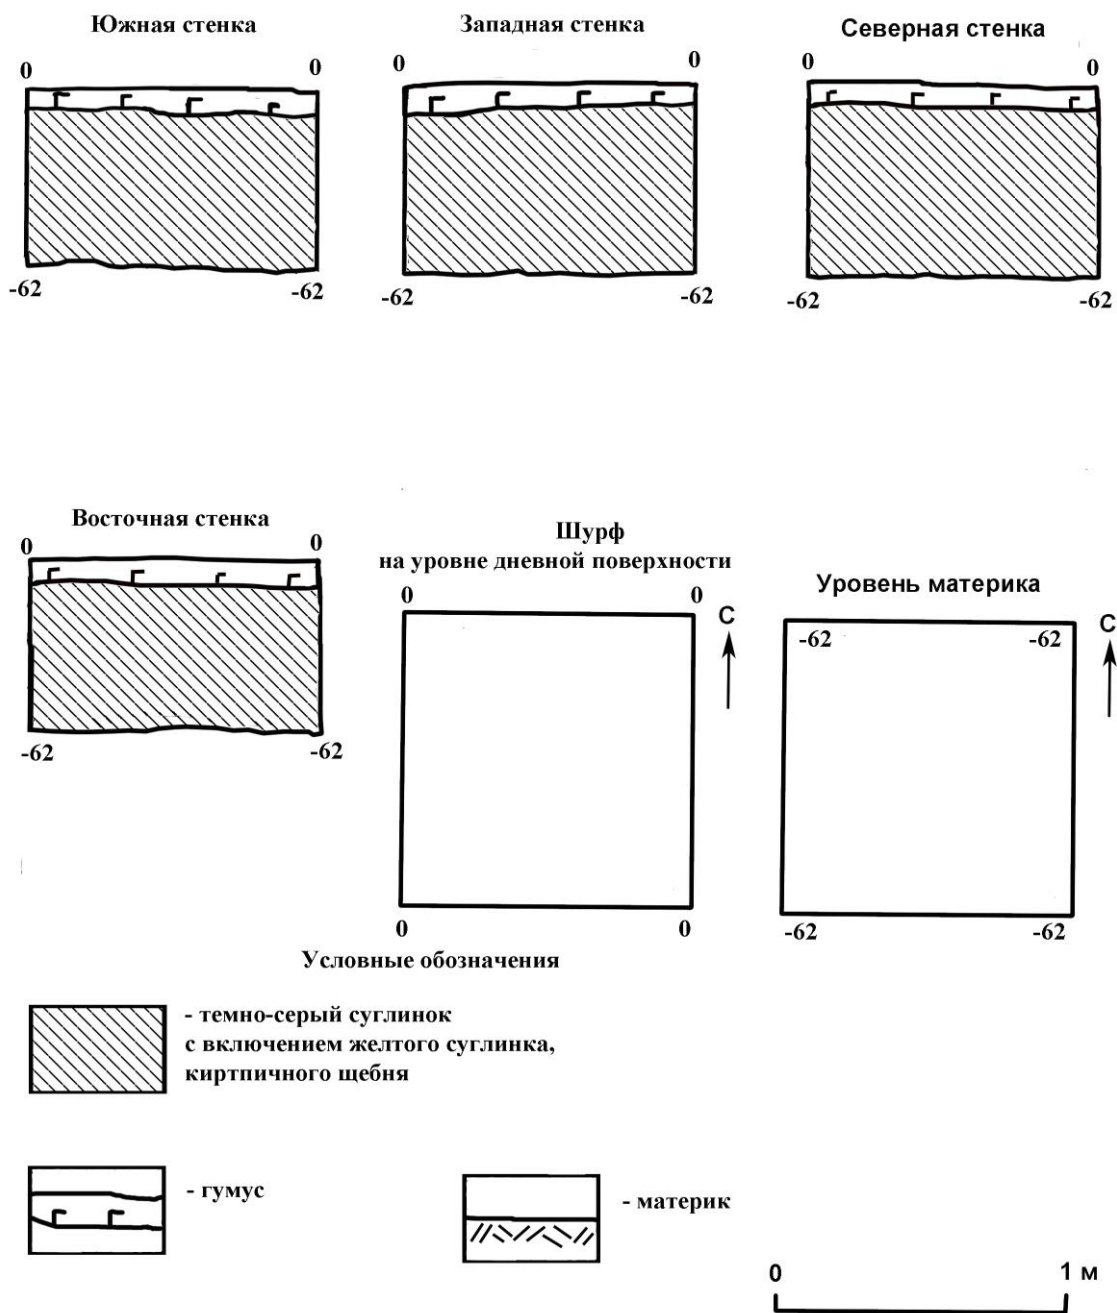 Южная стенка
0
0
-62
-62
Западная стенка
0
0
-62
-62
Северная стенка
0
0
-62
-62
Восточная стенка
0
0
-62
-62
Шурф
на уровне дневной поверхности
0
0
С
0
0
Уровень материка
-62
-62
С
-62
-62
Условные обозначения
- темно-серый суглинок
с включением желтого суглинка,
киртпичного щебня
- гумус
- материк
0
1 м